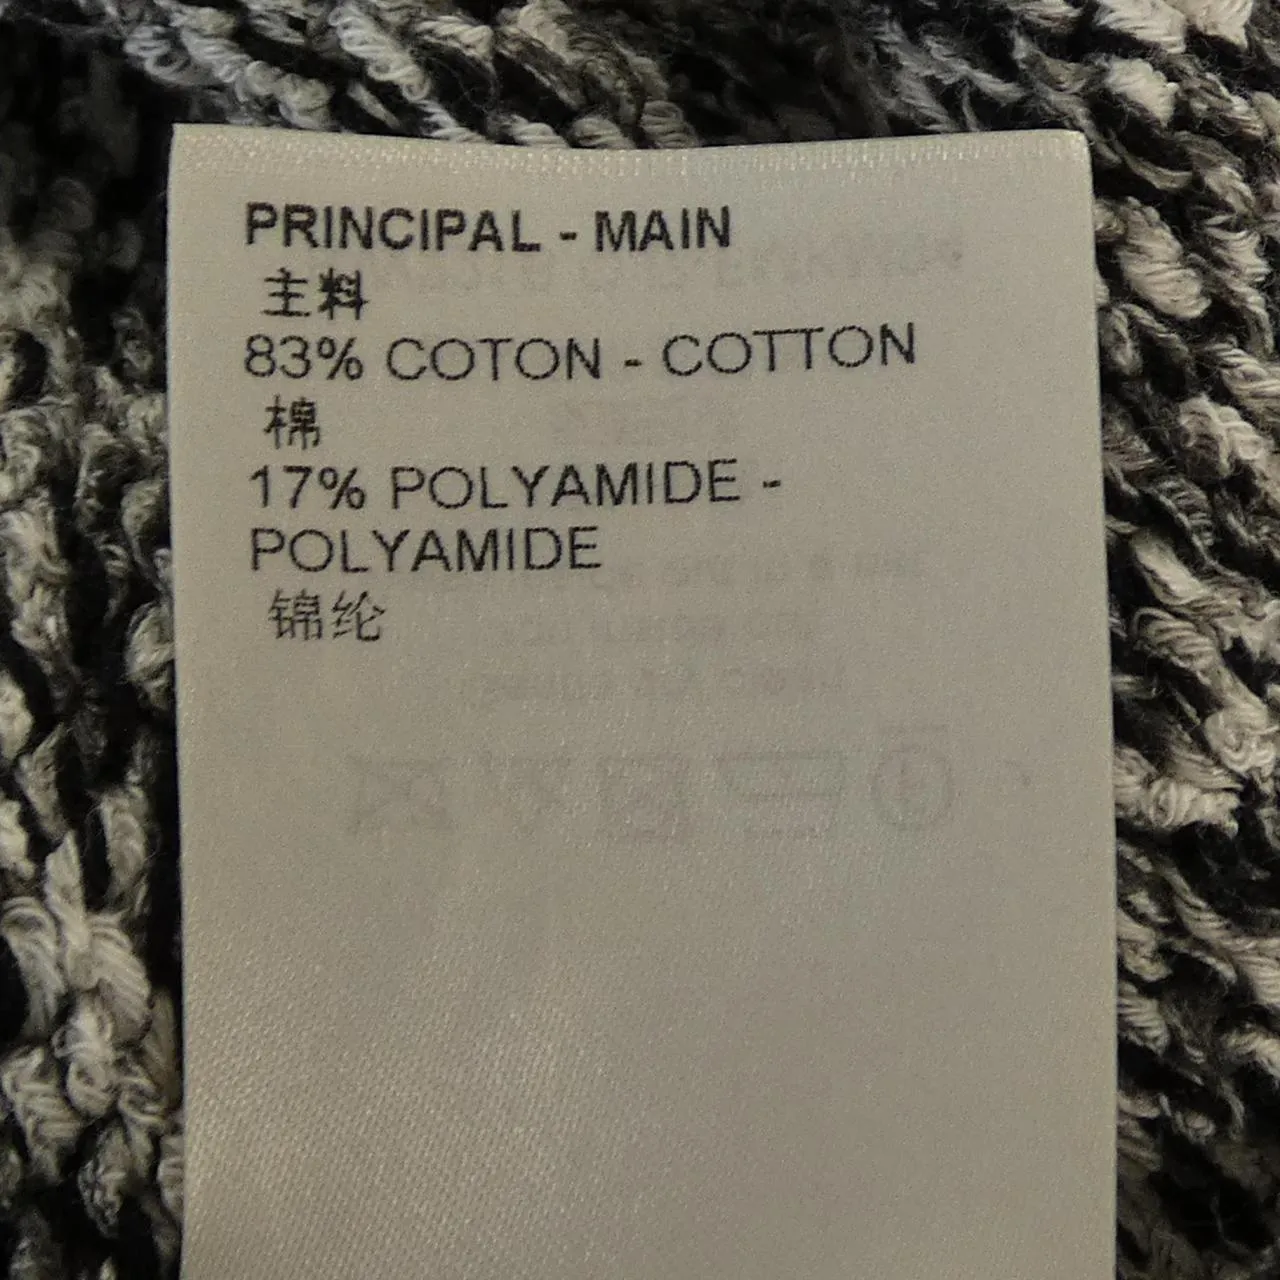 PRINCIPAL - MAIN
主料
83% COTON - COTTON
棉
17% POLYAMIDE -
POLYAMIDE
锦纶